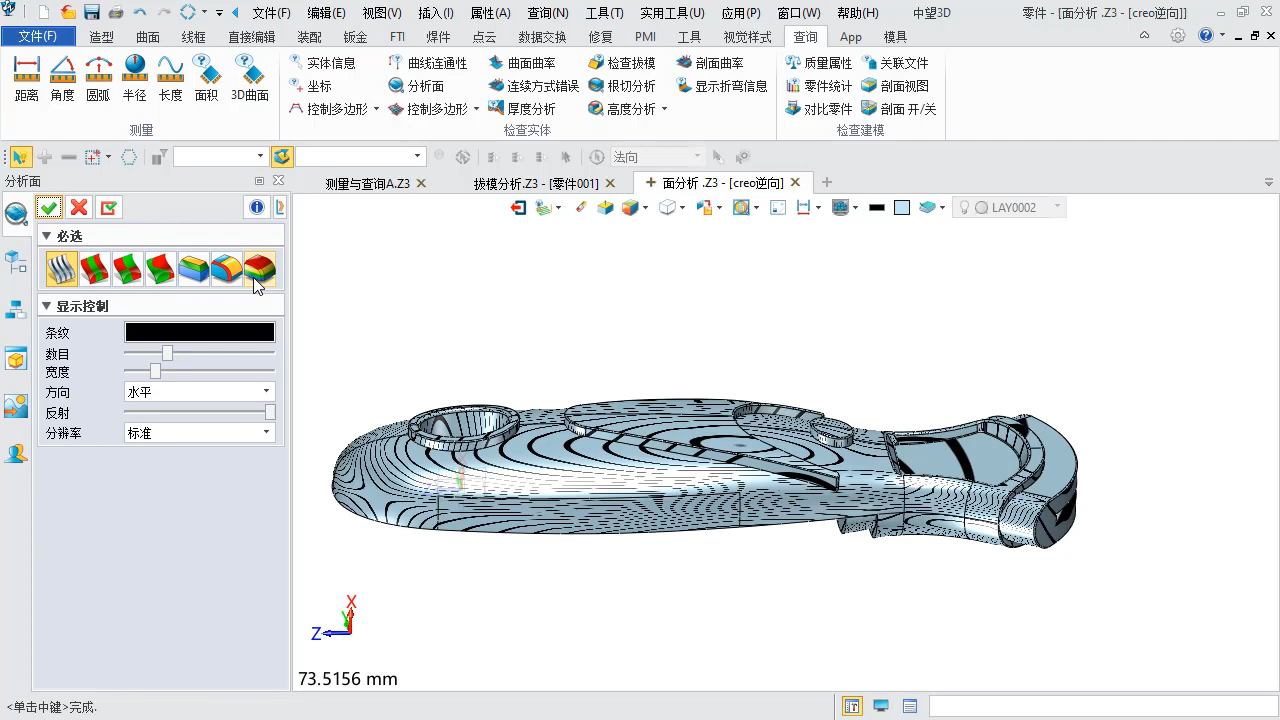 文件(F) 编辑(E) 视图(V) 插入(I) 属性(A) 查询(N) 工具(T) 实用工具(U) 应用(P) 窗口(W) 帮助(H) 中望3D 零件 - [面分析 .Z3 - [creo逆向]]
文件(F) 造型 曲面 线框 直接编辑 装配 钣金 FTI 焊件 点云 数据交换 修复 PMI 工具 视觉样式 查询 App 模具
距离 角度 圆弧 半径 长度 面积 3D曲面
实体信息 曲线连通性 曲面曲率 检查拔模 剖面曲率 质量属性 关联文件
坐标 分析面 连续方式错误 根切分析 显示折弯信息 零件统计 剖面视图
控制多边形 控制多边形 厚度分析 高度分析 对比零件 剖面 开/关
测量 检查实体 检查建模
法向
分析面
测量与查询A.Z3 拔模分析.Z3 - [零件001] 面分析 .Z3 - [creo逆向]
LAY0002
必选
显示控制
条纹
数目
宽度
方向 水平
反射
分辨率 标准
X
Y
Z
73.5156 mm
<单击中键>完成.